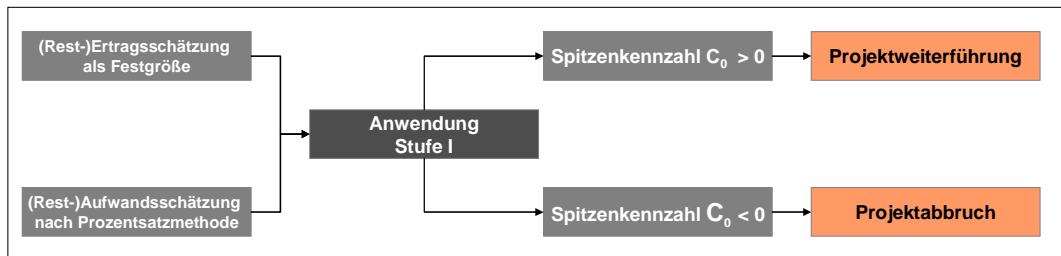 (Rest-)Ertragsschätzung
als Festgröße
(Rest-)Aufwandsschätzung
nach Prozentsatzmethode
Anwendung
Stufe I
Spitzenkennzahl C₀ > 0
Projektweiterführung
Spitzenkennzahl C₀ < 0
Projektabbruch